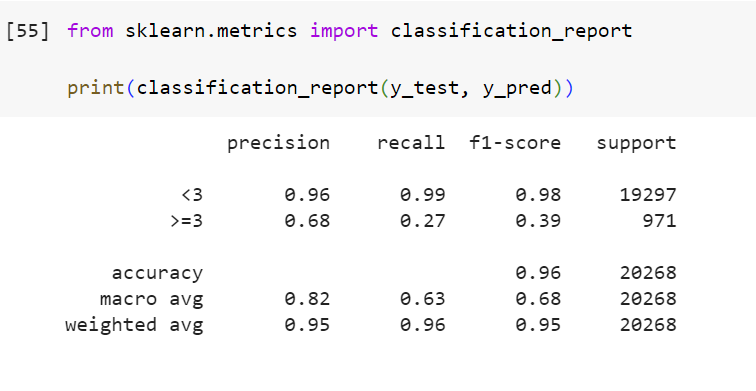 [55] from sklearn.metrics import classification_report
print(classification_report(y_test, y_pred))
precision recall f1-score support
<3 0.96 0.99 0.98 19297
>=3 0.68 0.27 0.39 971
accuracy 0.96 20268
macro avg 0.82 0.63 0.68 20268
weighted avg 0.95 0.96 0.95 20268